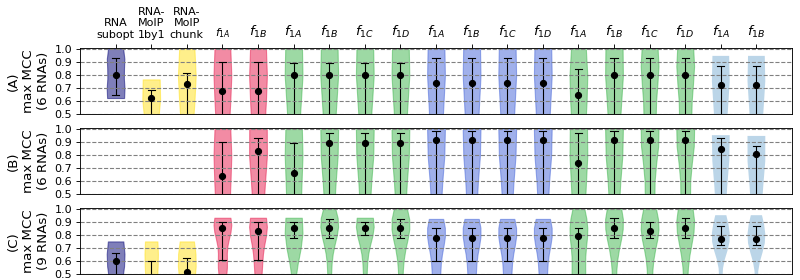 RNA subopt
RNA-MoIP 1by1
RNA-MoIP chunk
f1A f1B f1A f1B f1C f1D f1A f1B f1C f1D f1A f1B f1C f1D f1A f1B
(A) max MCC (6 RNAs)
1.0
0.9
0.8
0.7
0.6
0.5
(B) max MCC (6 RNAs)
1.0
0.9
0.8
0.7
0.6
0.5
(C) max MCC (9 RNAs)
1.0
0.9
0.8
0.7
0.6
0.5